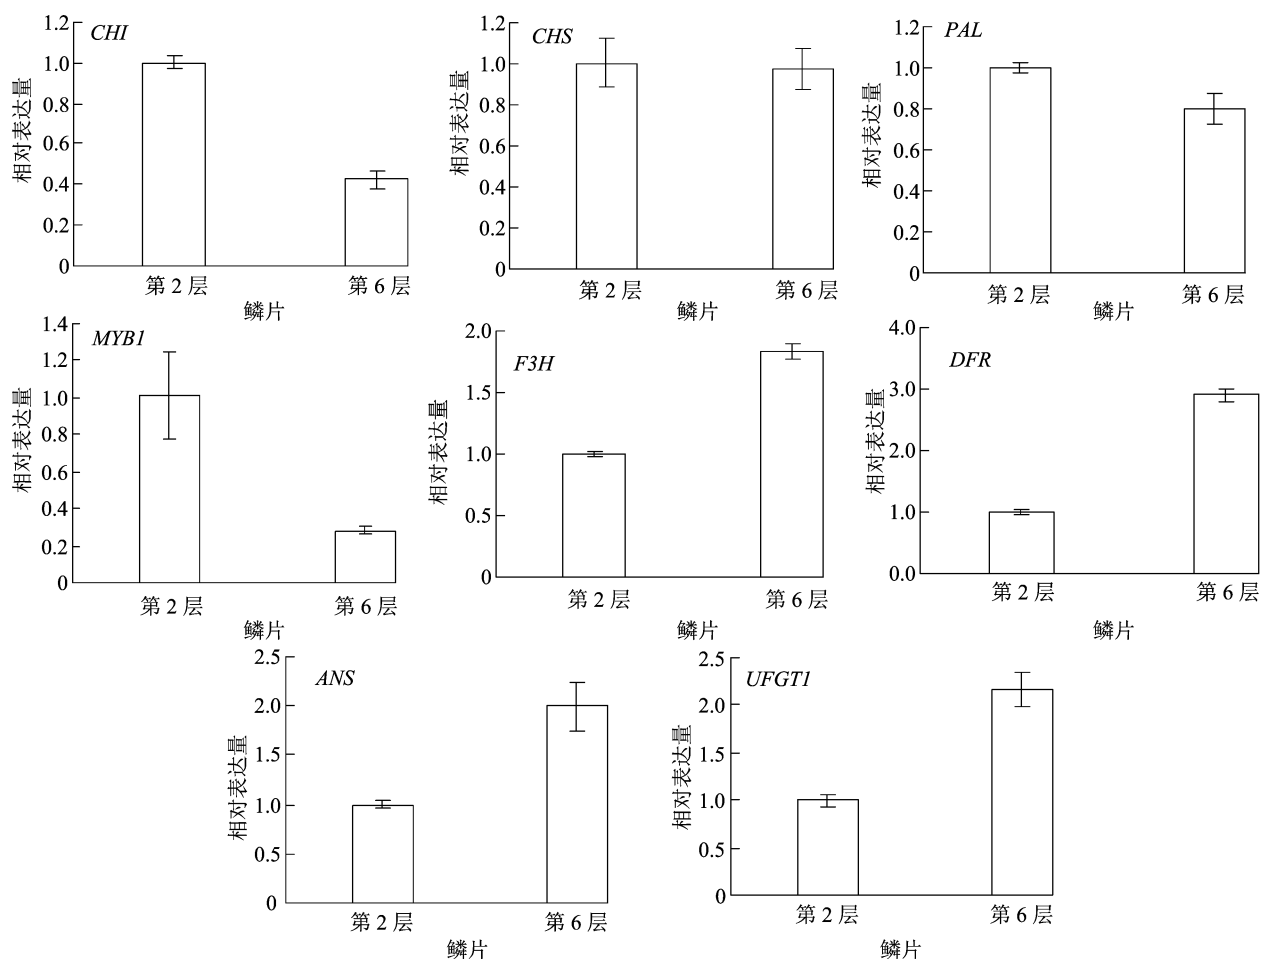 CHI
相对表达量
1.2
1.0
0.8
0.6
0.4
0.2
0
第 2 层
第 6 层
鳞片
CHS
相对表达量
1.2
1.0
0.8
0.6
0.4
0.2
0
第 2 层
第 6 层
鳞片
PAL
相对表达量
1.2
1.0
0.8
0.6
0.4
0.2
0
第 2 层
第 6 层
鳞片
MYB1
相对表达量
1.4
1.2
1.0
0.8
0.6
0.4
0.2
0
第 2 层
第 6 层
鳞片
F3H
相对表达量
2.0
1.5
1.0
0.5
0
第 2 层
第 6 层
鳞片
DFR
相对表达量
4.0
3.0
2.0
1.0
0.0
第 2 层
第 6 层
鳞片
ANS
相对表达量
2.5
2.0
1.5
1.0
0.5
0
第 2 层
第 6 层
鳞片
UFGT1
相对表达量
2.5
2.0
1.5
1.0
0.5
0
第 2 层
第 6 层
鳞片